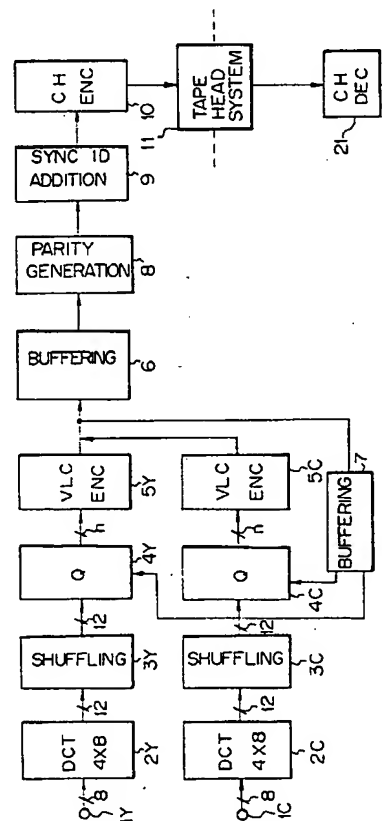 1Y
8
DCT
4X8
2Y
12
SHUFFLING
3Y
12
Q
4Y
n
VLC
ENC
5Y
BUFFERING
6
PARITY
GENERATION
8
SYNC ID
ADDITION
9
CH
ENC
10
TAPE
HEAD
SYSTEM
11
CH
DEC
21
1C
8
DCT
4X8
2C
12
SHUFFLING
3C
12
Q
4C
n
VLC
ENC
5C
BUFFERING
7